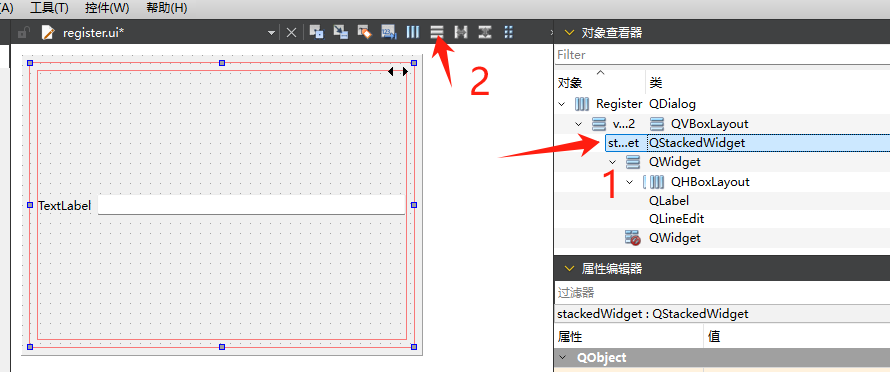 (A) 工具(T) 控件(W) 帮助(H)
register.ui*
对象查看器
Filter
对象 类
Register QDialog
v...2 QVBoxLayout
st...et QStackedWidget
QWidget
QHBoxLayout
QLabel
QLineEdit
QWidget
TextLabel
1
2
属性编辑器
过滤器
stackedWidget : QStackedWidget
属性 值
QObject